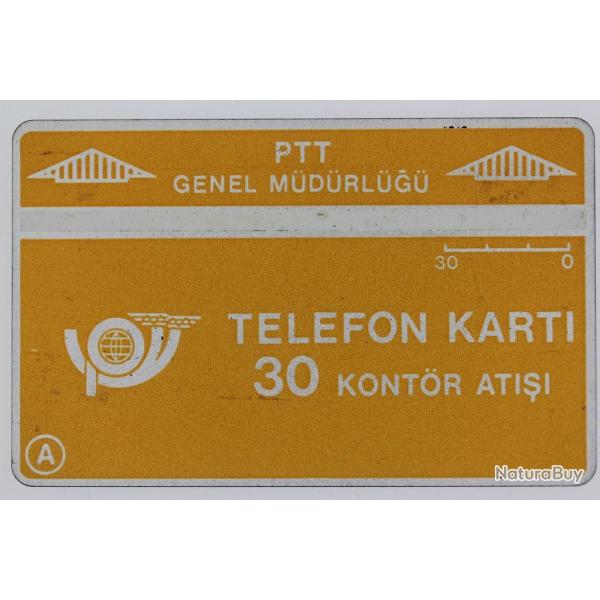 PTT
GENEL MÜDÜRLÜĞÜ
30 0
TELEFON KARTI
30 KONTÖR ATIŞI
A
NaturaBuy